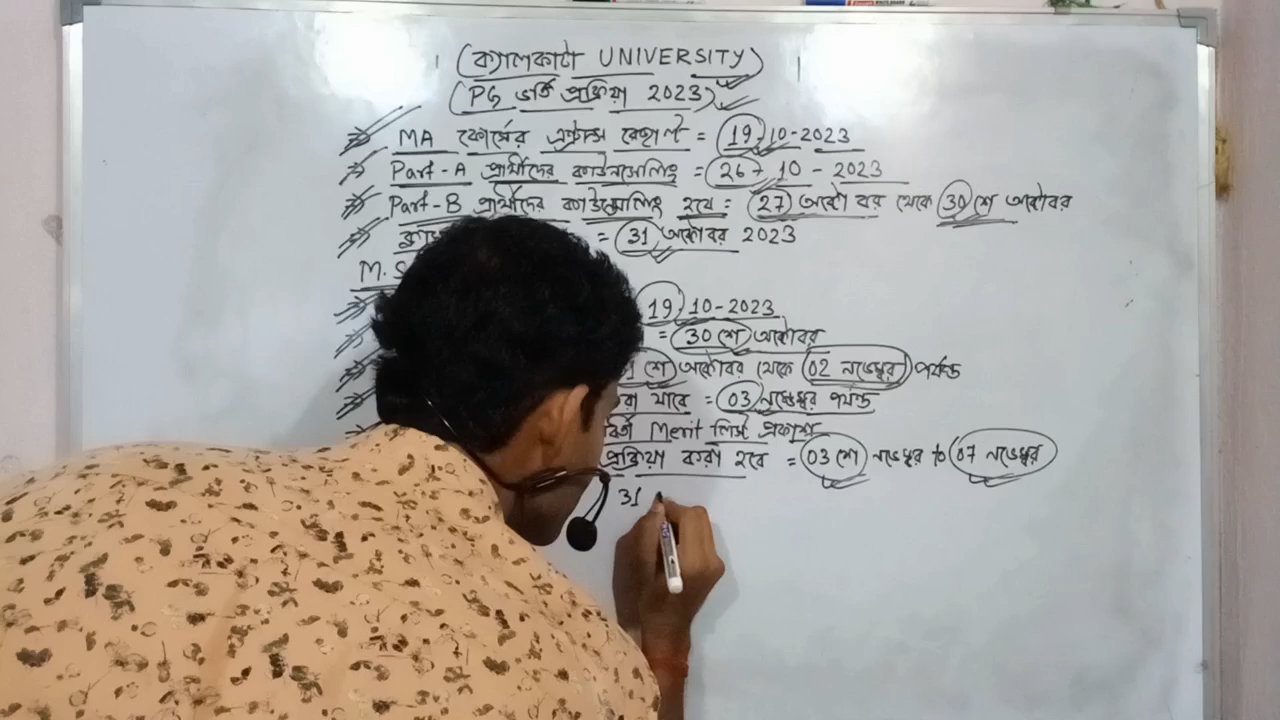 (ক্যালকাটা UNIVERSITY)
(PG ভর্তি প্রক্রিয়া 2023)
MA কোর্সের এন্ট্রান্স রেজাল্ট = 19-10-2023
Part-A প্রার্থীদের কাউন্সেলিং = 26-10-2023
Part-B প্রার্থীদের কাউন্সেলিং হবে = 27 অক্টোবর থেকে 30 শে অক্টোবর
= 31 অক্টোবর 2023
M.S
19-10-2023
= 30 শে অক্টোবর
শে অক্টোবর থেকে 02 নভেম্বর পর্যন্ত
যাবে = 03 নভেম্বর পর্যন্ত
Merit লিস্ট প্রকাশ
প্রক্রিয়া করা হবে = 03 শে নভেম্বর to 07 নভেম্বর
31